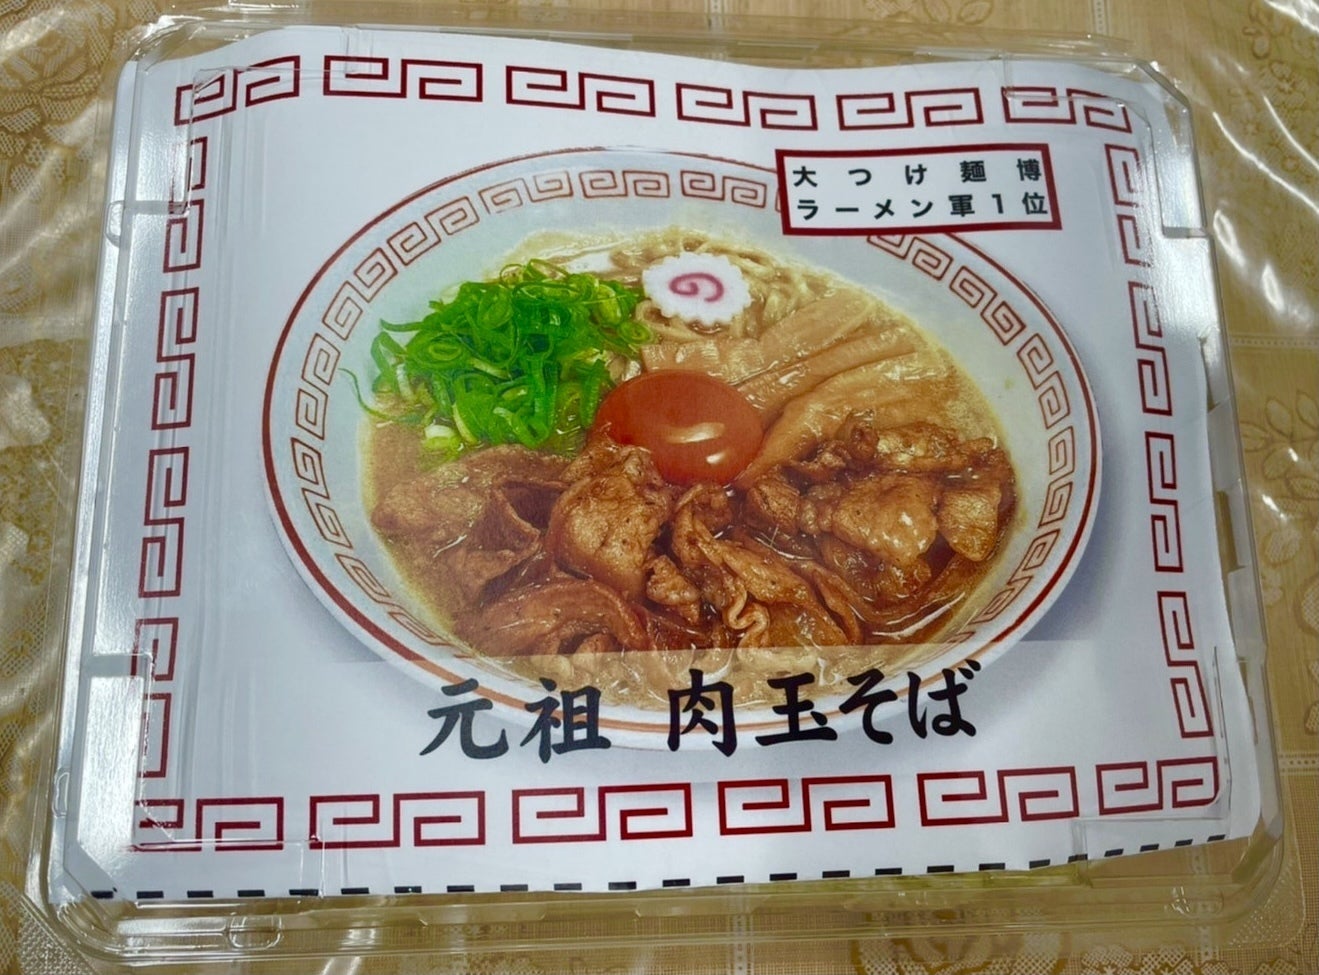 大つけ麺博
ラーメン軍1位
元祖 肉玉そば